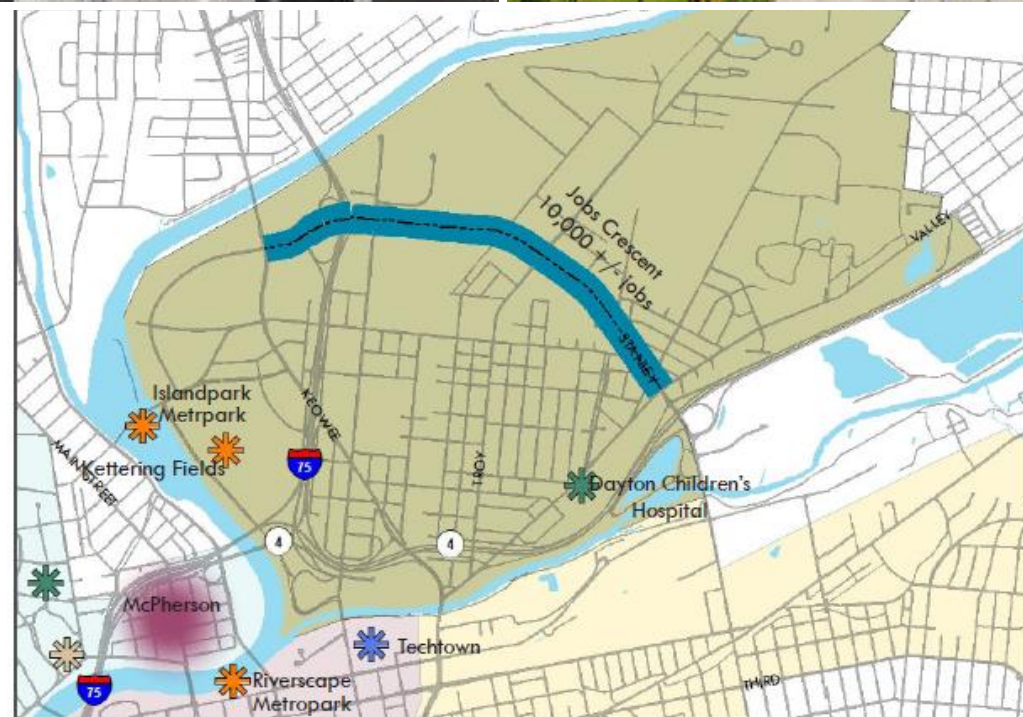 Jobs Crescent
10,000 +/- jobs
VALLEY
STANLEY
Islandpark
Metrpark
KEOWEE
MAIN STREET
Kettering Fields
75
TROY
Dayton Children's
Hospital
4
4
McPherson
Techtown
75
Riverscape
Metropark
THIRD